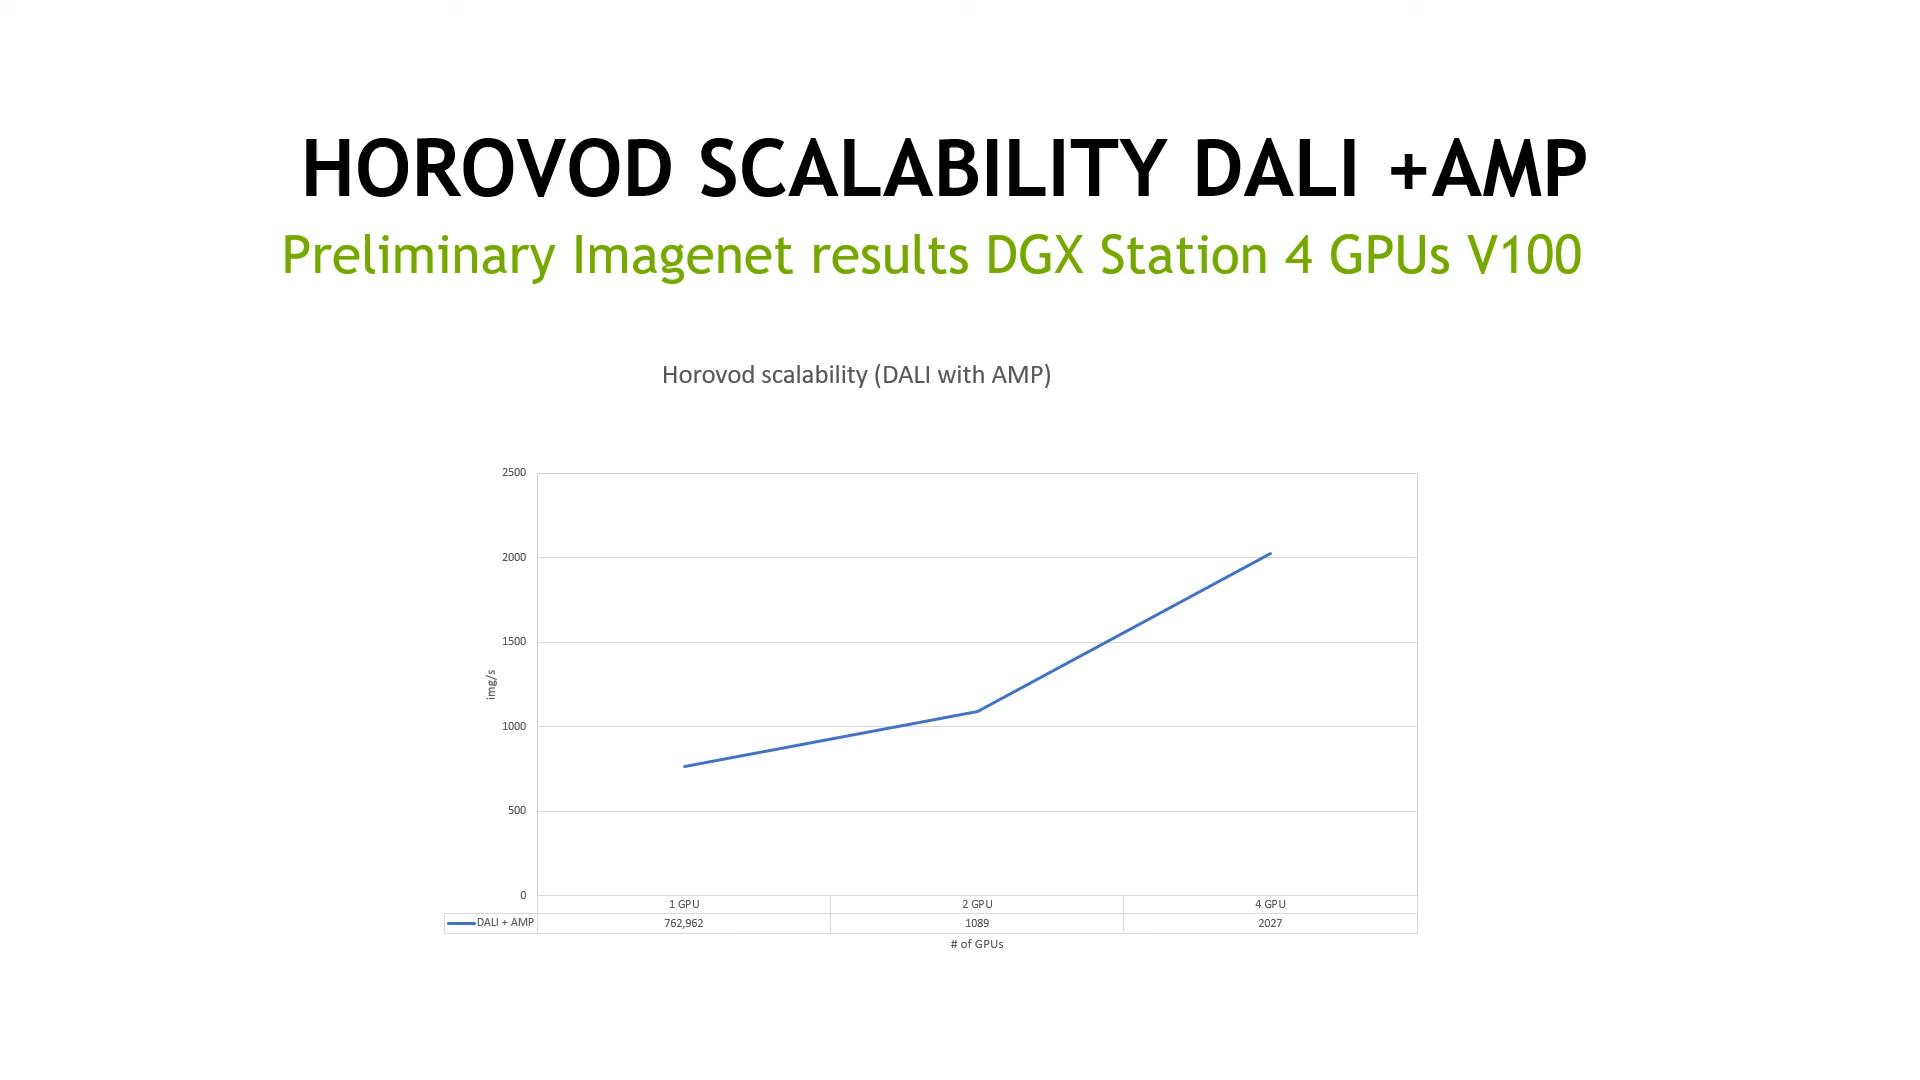 HOROVOD SCALABILITY DALI +AMP
Preliminary Imagenet results DGX Station 4 GPUs V100
Horovod scalability (DALI with AMP)
2500
2000
1500
1000
500
0
img/s
1 GPU 2 GPU 4 GPU
DALI + AMP 762,962 1089 2027
# of GPUs